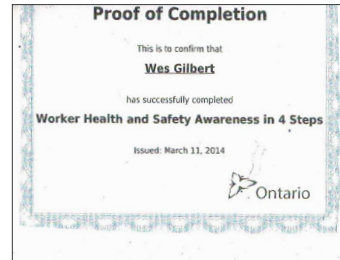 Proof of Completion
This is to confirm that
Wes Gilbert
has successfully completed
Worker Health and Safety Awareness in 4 Steps
Issued: March 11, 2014
Ontario